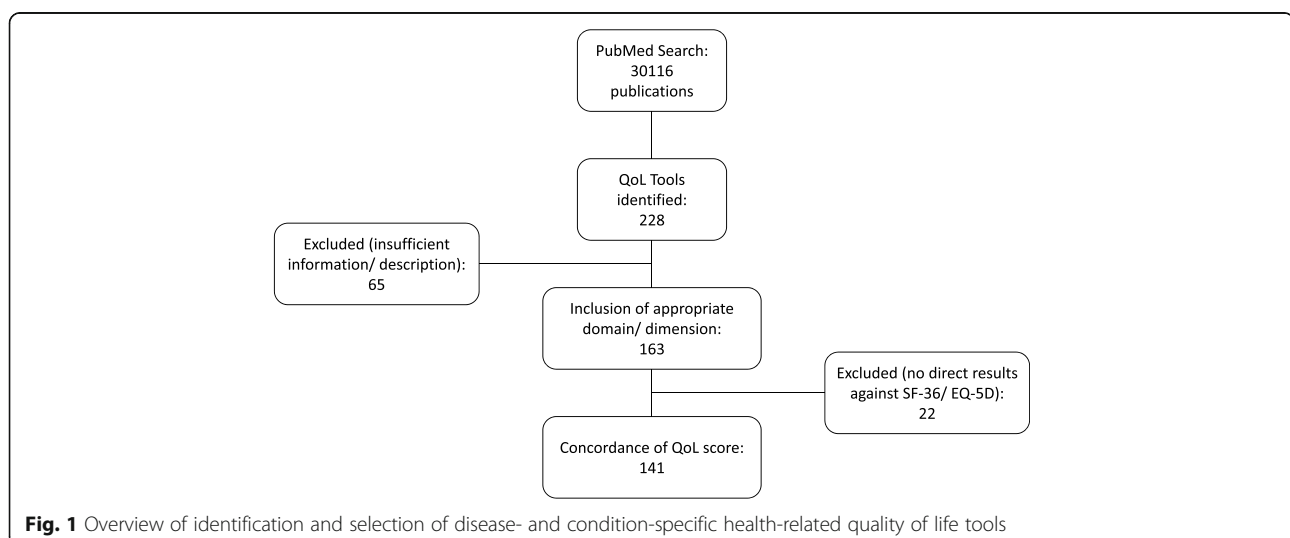 PubMed Search:
30116
publications
QoL Tools
identified:
228
Excluded (insufficient
information/ description):
65
Inclusion of appropriate
domain/ dimension:
163
Excluded (no direct results
against SF-36/ EQ-5D):
22
Concordance of QoL score:
141
Fig. 1 Overview of identification and selection of disease- and condition-specific health-related quality of life tools